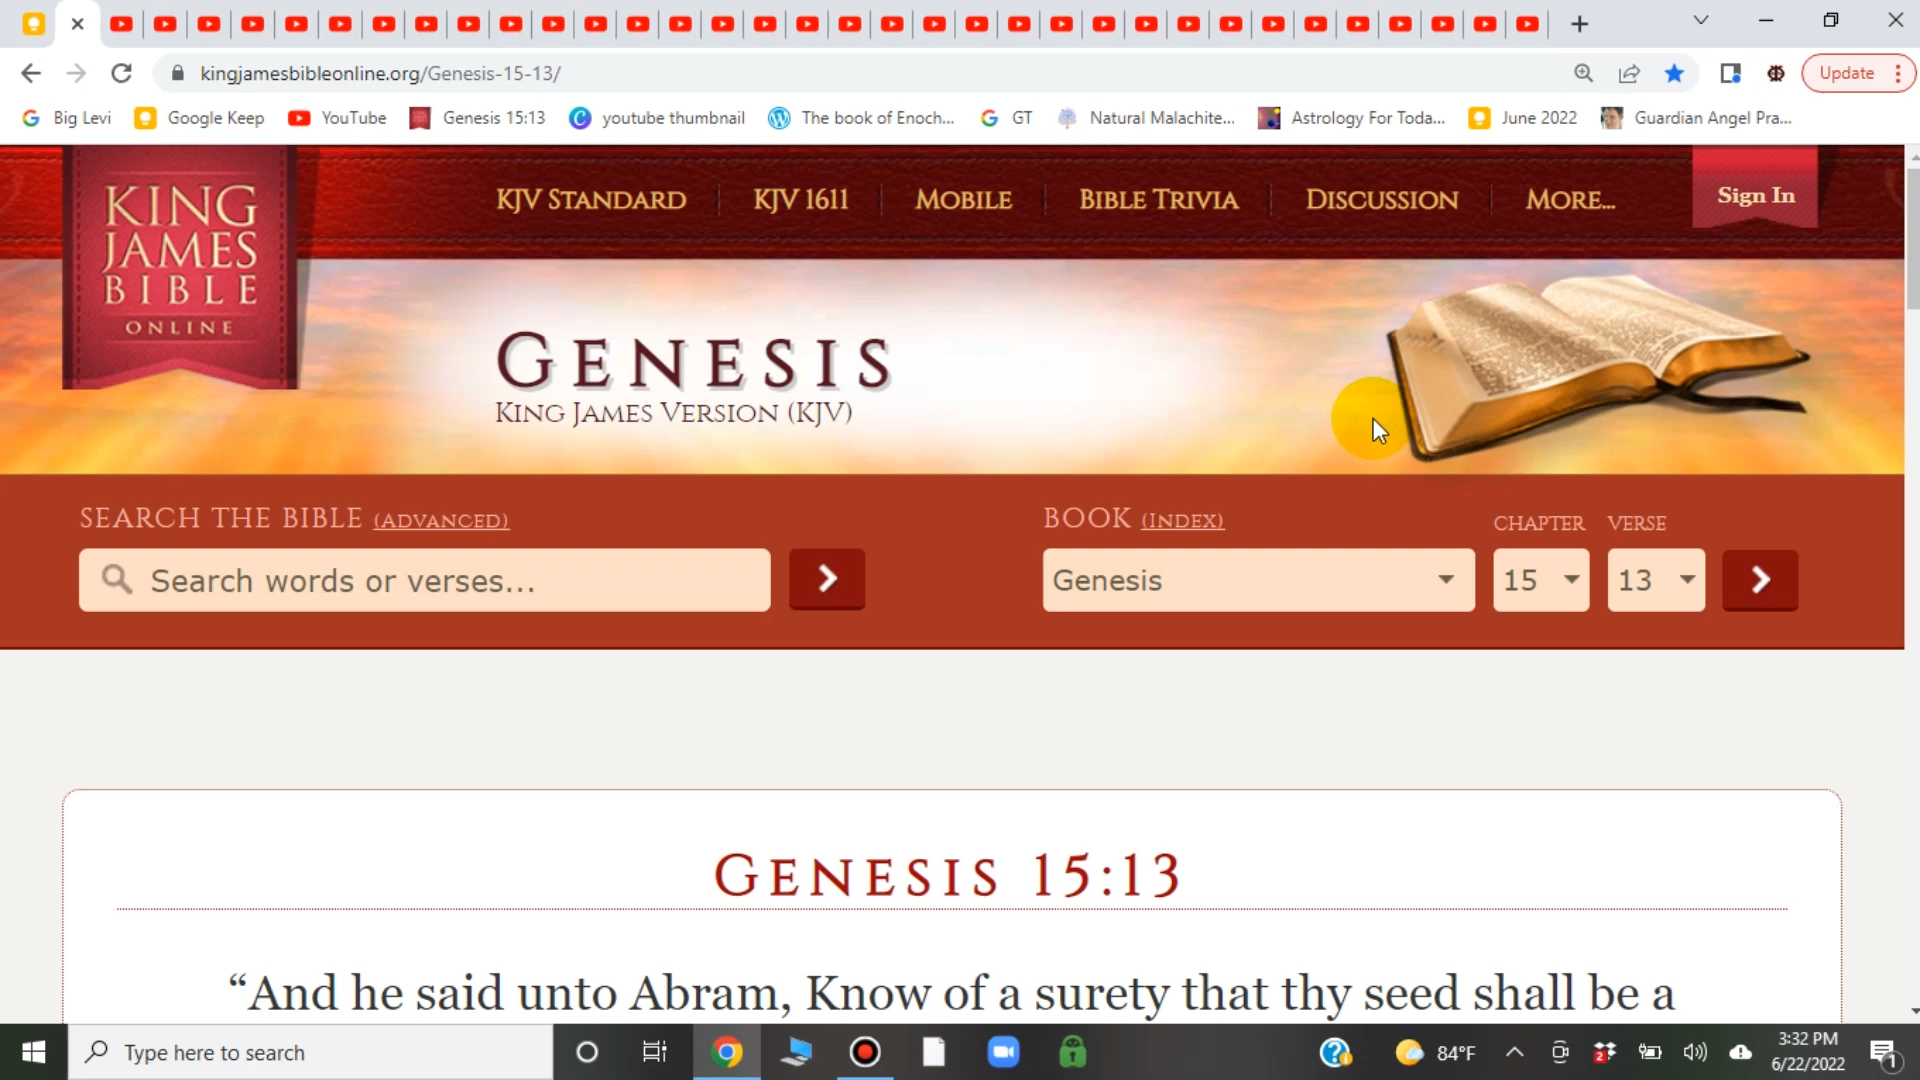 kingjamesbibleonline.org/Genesis-15-13/
Update
Big Levi
Google Keep
YouTube
Genesis 15:13
youtube thumbnail
The book of Enoch...
GT
Natural Malachite...
Astrology For Toda...
June 2022
Guardian Angel Pra...
KING
JAMES
BIBLE
ONLINE
KJV STANDARD
KJV 1611
MOBILE
BIBLE TRIVIA
DISCUSSION
MORE...
Sign In
GENESIS
KING JAMES VERSION (KJV)
SEARCH THE BIBLE (ADVANCED)
Search words or verses...
BOOK (INDEX)
CHAPTER
VERSE
Genesis
15
13
GENESIS 15:13
“And he said unto Abram, Know of a surety that thy seed shall be a
Type here to search
84°F
2
3:32 PM
6/22/2022
1